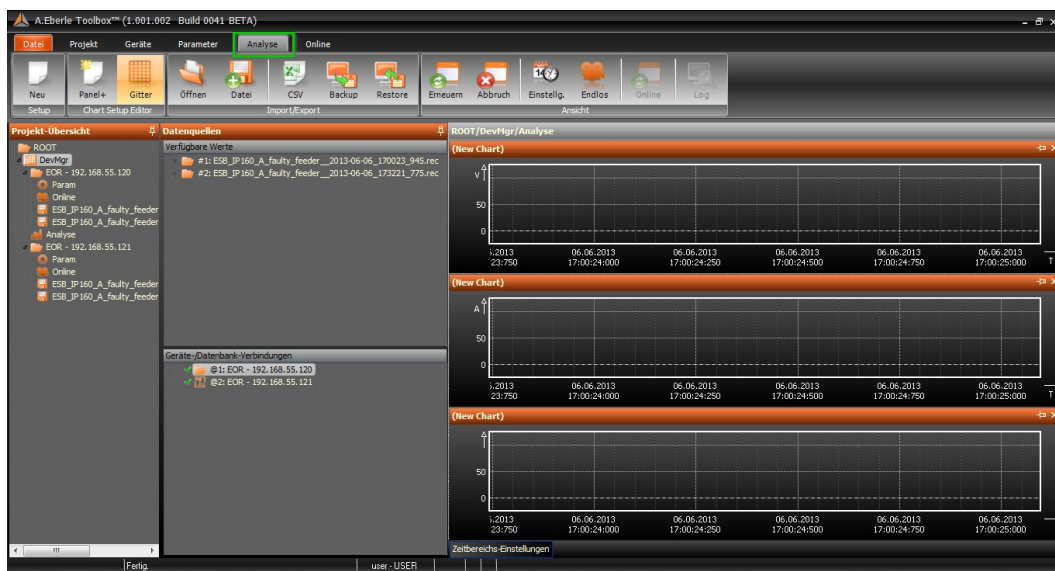 A.Eberle Toolbox™ (1.001.002 Build 0041 BETA)
Datei Projekt Geräte Parameter Analyse Online
Neu Panel+ Gitter Öffnen Datei CSV Backup Restore Erneuern Abbruch Einstellg. Endlos Online Log
Setup Chart Setup Editor Import/Export Ansicht
Projekt-Übersicht
ROOT
DevMgr
EOR - 192.168.55.120
Param
Online
ESB_IP160_A_faulty_feeder
ESB_IP160_A_faulty_feeder
Analyse
EOR - 192.168.55.121
Param
Online
ESB_IP160_A_faulty_feeder
ESB_IP160_A_faulty_feeder
Datenquellen
Verfügbare Werte
#1: ESB_IP160_A_faulty_feeder__2013-06-06_170023_945.rec
#2: ESB_IP160_A_faulty_feeder__2013-06-06_173221_775.rec
Geräte-/Datenbank-Verbindungen
@1: EOR - 192.168.55.120
@2: EOR - 192.168.55.121
ROOT/DevMgr/Analyse
(New Chart)
V
50
0
.2013 06.06.2013 06.06.2013 06.06.2013 06.06.2013
23:750 17:00:24:000 17:00:24:250 17:00:24:500 17:00:24:750 17:00:25:000 T
(New Chart)
A
50
0
.2013 06.06.2013 06.06.2013 06.06.2013 06.06.2013
23:750 17:00:24:000 17:00:24:250 17:00:24:500 17:00:24:750 17:00:25:000 T
(New Chart)
50
0
.2013 06.06.2013 06.06.2013 06.06.2013 06.06.2013
23:750 17:00:24:000 17:00:24:250 17:00:24:500 17:00:24:750 17:00:25:000 T
Zeitbereichs-Einstellungen
Fertig. user - USER